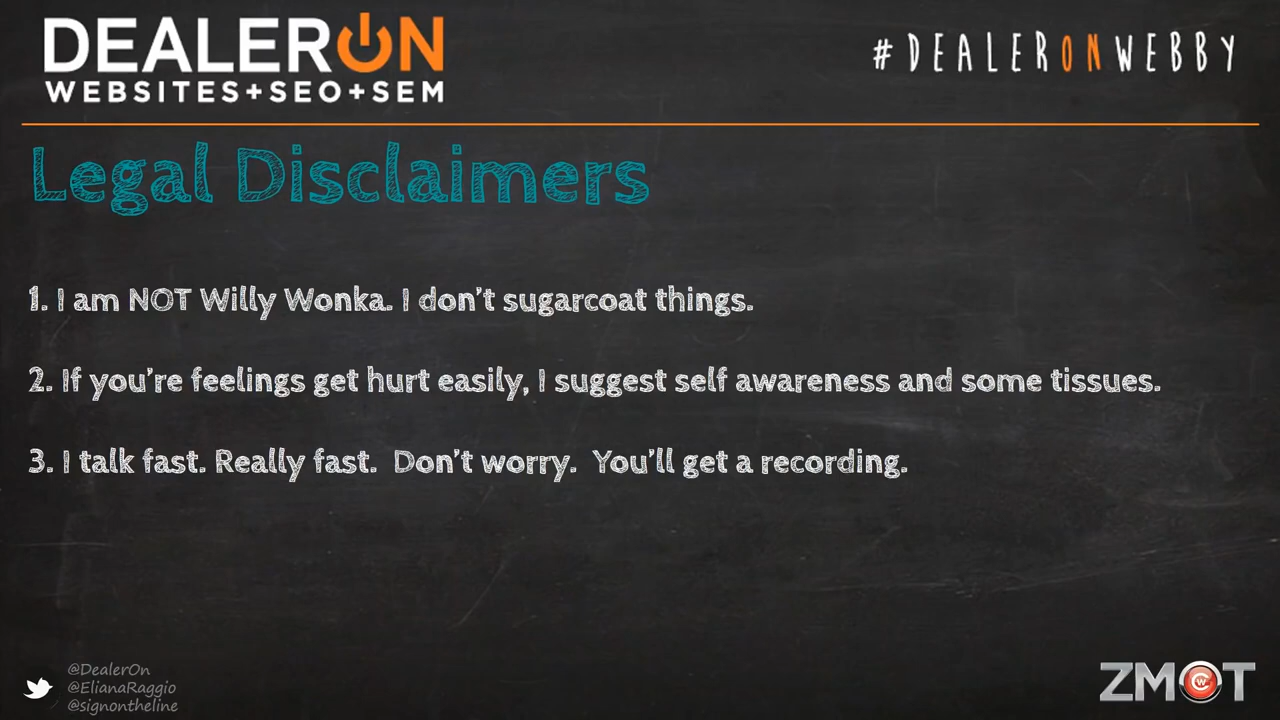 DEALERON
WEBSITES+SEO+SEM
#DEALERONWEBBY
Legal Disclaimers
1. I am NOT Willy Wonka. I don't sugarcoat things.
2. If you're feelings get hurt easily, I suggest self awareness and some tissues.
3. I talk fast. Really fast.  Don't worry.  You'll get a recording.
@DealerOn
@ElianaRaggio
@signontheline
ZMOT